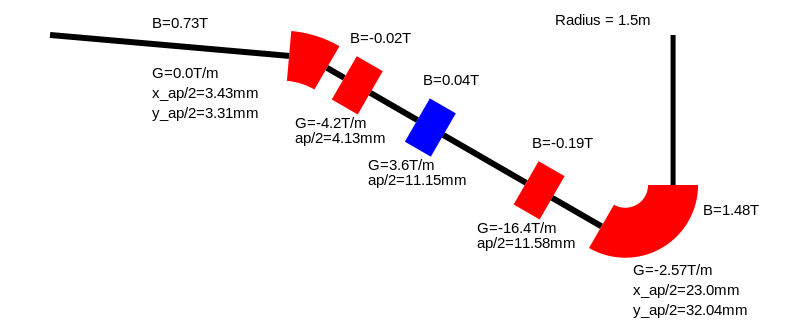 B=0.73T
Radius = 1.5m
B=-0.02T
G=0.0T/m
x_ap/2=3.43mm
y_ap/2=3.31mm
B=0.04T
G=-4.2T/m
ap/2=4.13mm
B=-0.19T
G=3.6T/m
ap/2=11.15mm
B=1.48T
G=-16.4T/m
ap/2=11.58mm
G=-2.57T/m
x_ap/2=23.0mm
y_ap/2=32.04mm